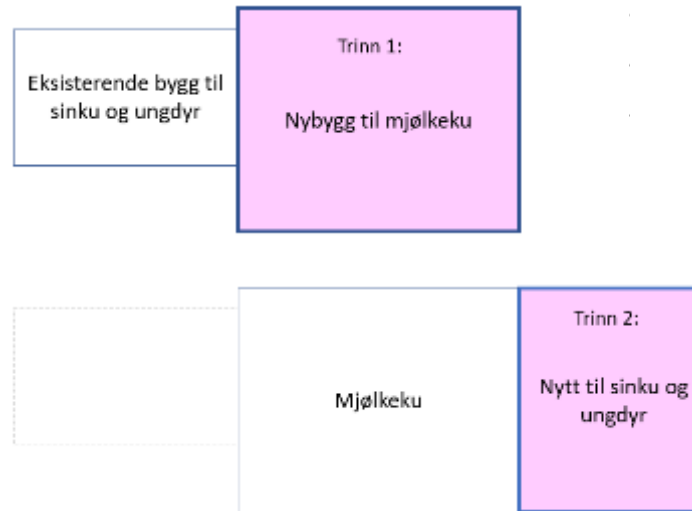 Eksisterende bygg til
sinku og ungdyr
Trinn 1:
Nybygg til mjølkeku
Mjølkeku
Trinn 2:
Nytt til sinku og
ungdyr